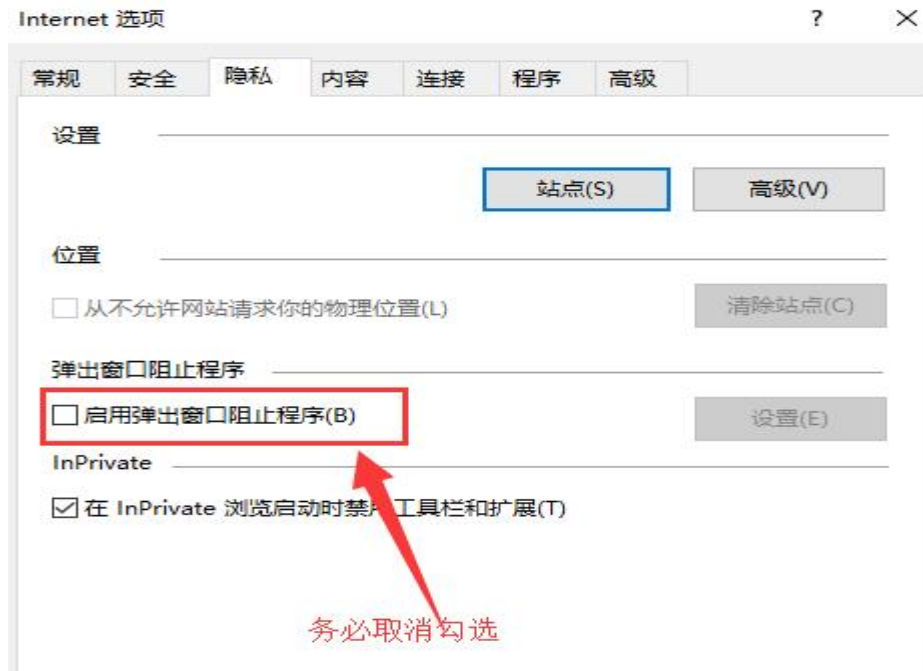 Internet 选项 ?
常规 安全 隐私 内容 连接 程序 高级
设置
站点(S) 高级(V)
位置
从不允许网站请求你的物理位置(L) 清除站点(C)
弹出窗口阻止程序
启用弹出窗口阻止程序(B) 设置(E)
InPrivate
在 InPrivate 浏览启动时禁用工具栏和扩展(T)
务必取消勾选